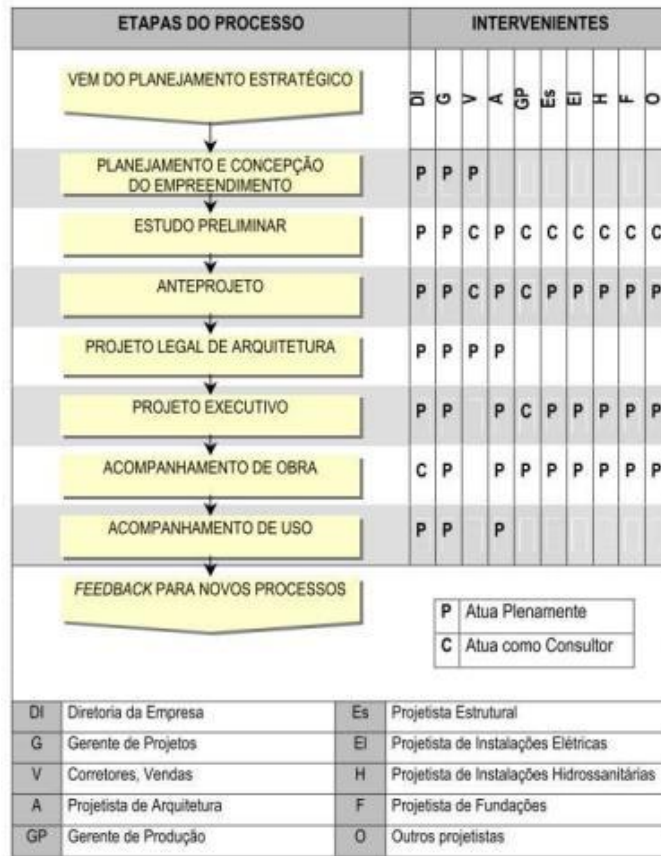 ETAPAS DO PROCESSO INTERVENIENTES
VEM DO PLANEJAMENTO ESTRATÉGICO
DI G V A GP Es El H F O
PLANEJAMENTO E CONCEPÇÃO
DO EMPREENDIMENTO
P P P
ESTUDO PRELIMINAR P P C P C C C C C C
ANTEPROJETO P P C P C P P P P P
PROJETO LEGAL DE ARQUITETURA P P P P
PROJETO EXECUTIVO P P P C P P P P P
ACOMPANHAMENTO DE OBRA C P P P P P P P P
ACOMPANHAMENTO DE USO P P P
FEEDBACK PARA NOVOS PROCESSOS
P Atua Plenamente
C Atua como Consultor
DI Diretoria da Empresa Es Projetista Estrutural
G Gerente de Projetos El Projetista de Instalações Elétricas
V Corretores, Vendas H Projetista de Instalações Hidrossanitárias
A Projetista de Arquitetura F Projetista de Fundações
GP Gerente de Produção O Outros projetistas